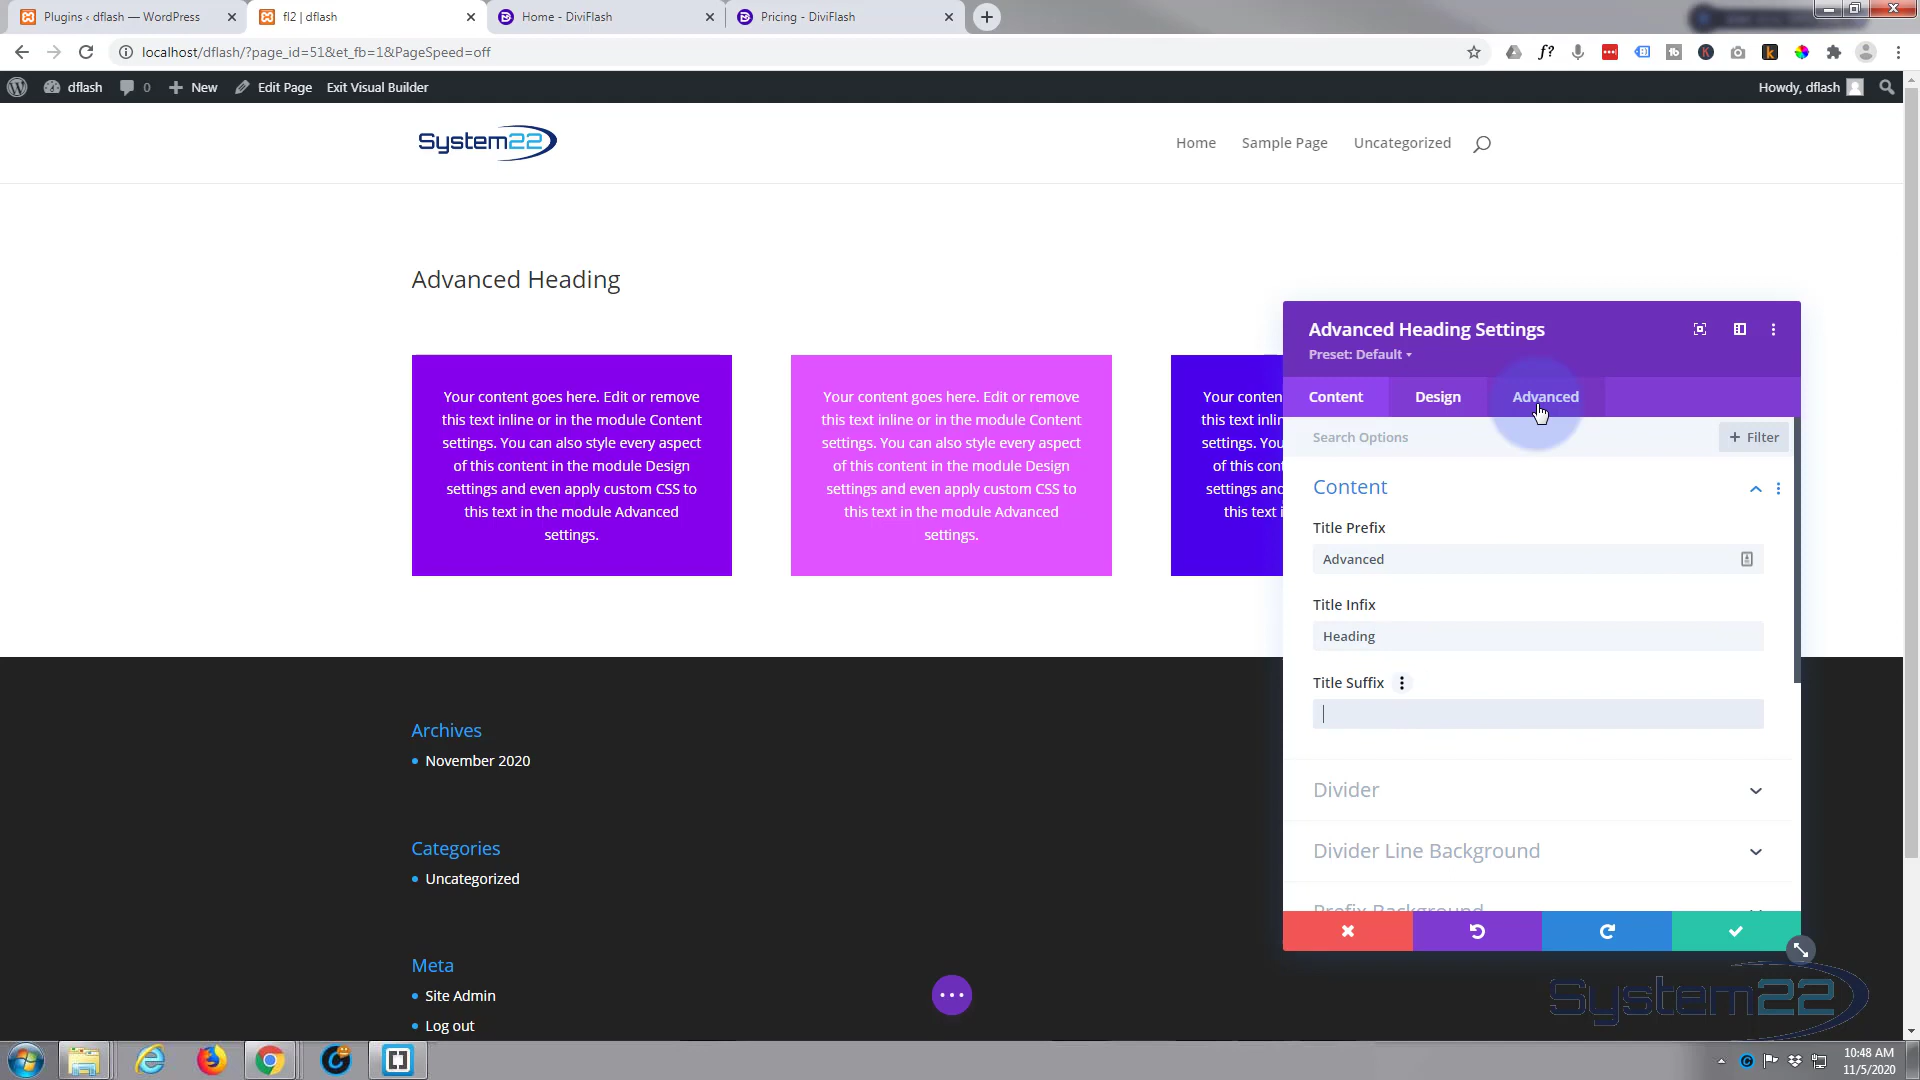 Plugins ‹ dflash — WordPress
fl2 | dflash
Home - DiviFlash
Pricing - DiviFlash
localhost/dflash/?page_id=51&et_fb=1&PageSpeed=off
dflash
0
New
Edit Page
Exit Visual Builder
Howdy, dflash
System22
Home
Sample Page
Uncategorized
Advanced Heading
Your content goes here. Edit or remove
this text inline or in the module Content
settings. You can also style every aspect
of this content in the module Design
settings and even apply custom CSS to
this text in the module Advanced
settings.
Your content goes here. Edit or remove
this text inline or in the module Content
settings. You can also style every aspect
of this content in the module Design
settings and even apply custom CSS to
this text in the module Advanced
settings.
Your conten
this text inlin
settings. You
of this cont
settings and
this text i
Advanced Heading Settings
Preset: Default
Content
Design
Advanced
Search Options
+ Filter
Content
Title Prefix
Advanced
Title Infix
Heading
Title Suffix
Divider
Divider Line Background
Prefix Background
Archives
November 2020
Categories
Uncategorized
Meta
Site Admin
Log out
System22
10:48 AM
11/5/2020